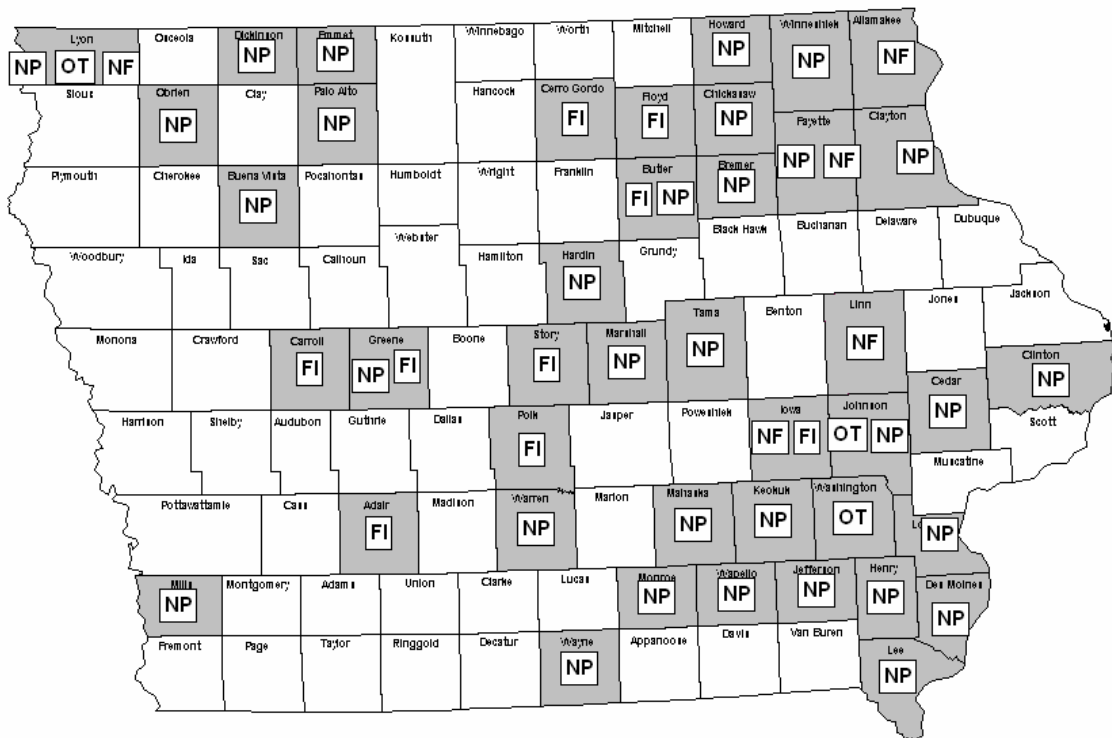 Lyon
NP OT NF
Osceola
Dickinson
NP
Emmet
NP
Kossuth
Winnebago
Worth
Mitchell
Howard
NP
Winneshiek
NP
Allamakee
NF
Sioux
Obrien
NP
Clay
Palo Alto
NP
Hancock
Cerro Gordo
FI
Floyd
FI
Chickasaw
NP
Fayette
NP NF
Clayton
NP
Plymouth
Cherokee
Buena Vista
NP
Pocahontas
Humboldt
Wright
Franklin
Butler
FI NP
Bremer
NP
Black Hawk
Buchanan
Delaware
Dubuque
Woodbury
Ida
Sac
Calhoun
Webster
Hamilton
Hardin
NP
Grundy
Tama
NP
Benton
Linn
NF
Jones
Jackson
Monona
Crawford
Carroll
FI
Greene
NP FI
Boone
Story
FI
Marshall
NP
Clinton
NP
Cedar
NP
Harrison
Shelby
Audubon
Guthrie
Dallas
Polk
FI
Jasper
Poweshiek
Iowa
NF FI
Johnson
OT NP
Scott
Muscatine
Pottawattamie
Cass
Adair
FI
Madison
Warren
NP
Marion
Mahaska
NP
Keokuk
NP
Washington
OT
NP
Mills
NP
Montgomery
Adams
Union
Clarke
Lucas
Monroe
NP
Wapello
NP
Jefferson
NP
Henry
NP
Des Moines
NP
Fremont
Page
Taylor
Ringgold
Decatur
Wayne
NP
Appanoose
Davis
Van Buren
Lee
NP